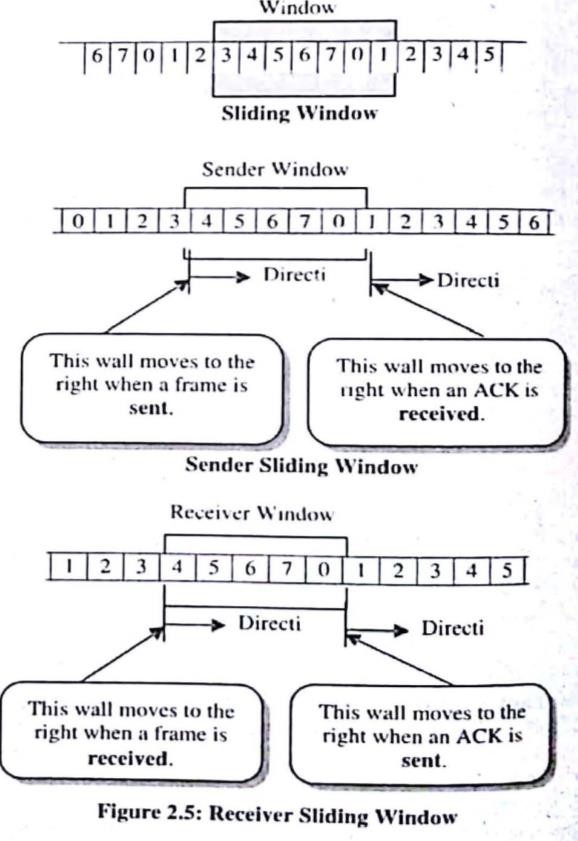 Window
6 7 0 1 2 3 4 5 6 7 0 1 2 3 4 5
Sliding Window
Sender Window
0 1 2 3 4 5 6 7 0 1 2 3 4 5 6
Directi
Directi
This wall moves to the
right when a frame is
sent.
This wall moves to the
right when an ACK is
received.
Sender Sliding Window
Receiver Window
1 2 3 4 5 6 7 0 1 2 3 4 5
Directi
Directi
This wall moves to the
right when a frame is
received.
This wall moves to the
right when an ACK is
sent.
Figure 2.5: Receiver Sliding Window